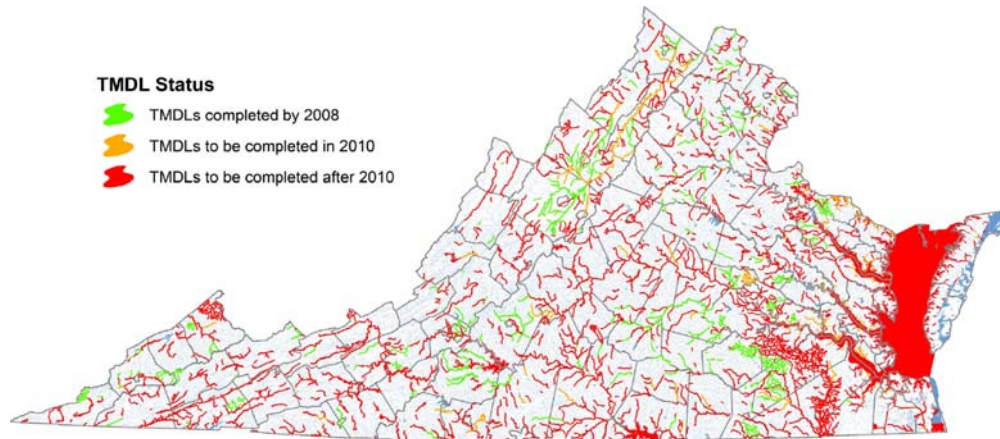 TMDL Status
TMDLs completed by 2008
TMDLs to be completed in 2010
TMDLs to be completed after 2010